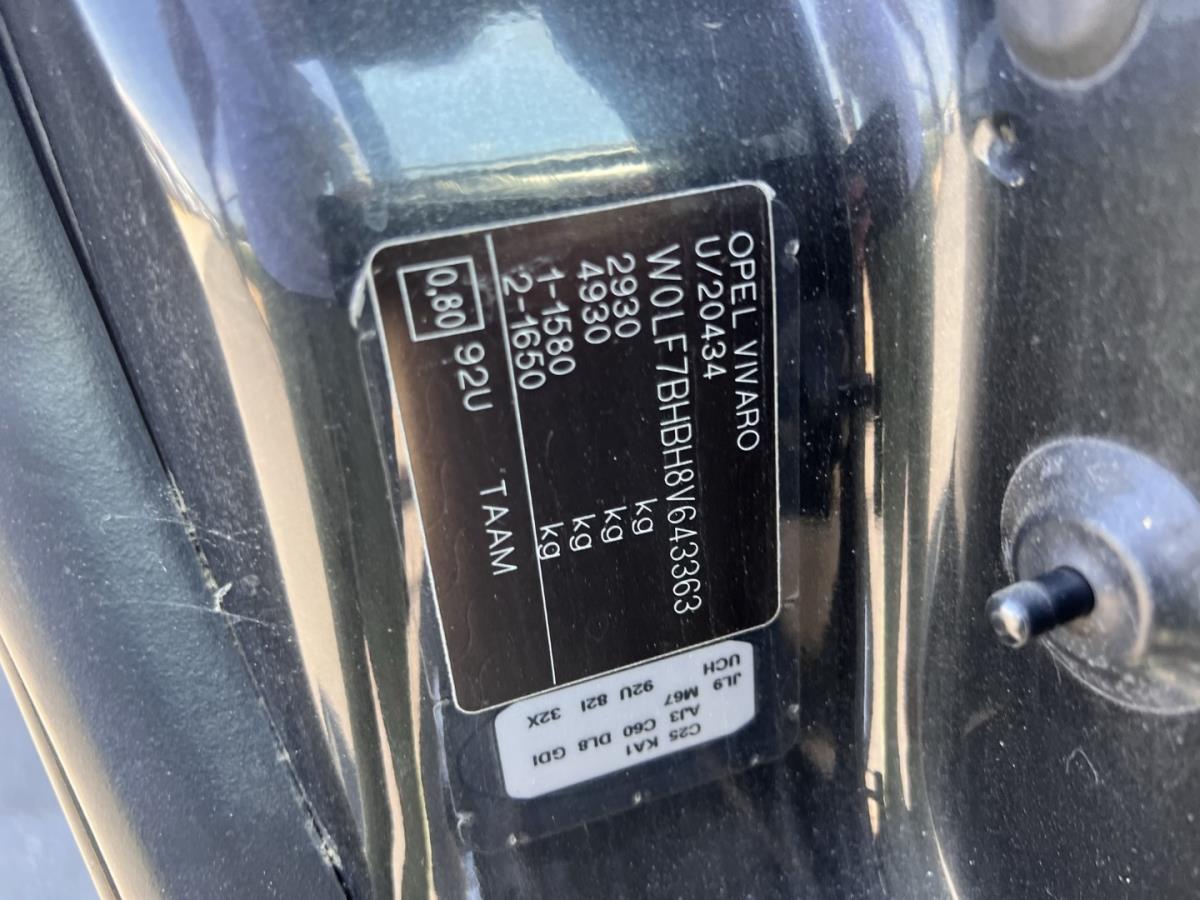 OPEL VIVARO
U/20434
W0LF7BHBH8V643363
2930 kg
4930 kg
1-1580 kg
2-1650 kg
0,80 92U TAAM
C25 KA1
AJ3 C60 DL8 GDI
JL9 M67 92U 82I 32X
UCH